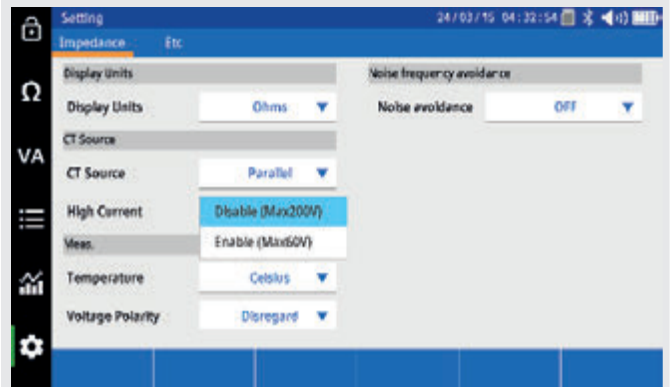 Setting 24/03/15 04:32:54
Impedance Etc
Display Units
Display Units Ohms
CT Source
CT Source Parallel
High Current Disable (Max200V)
Enable (Max60V)
Meas.
Temperature Celsius
Voltage Polarity Disregard
Noise frequency avoidance
Noise avoidance OFF
Ω
VA